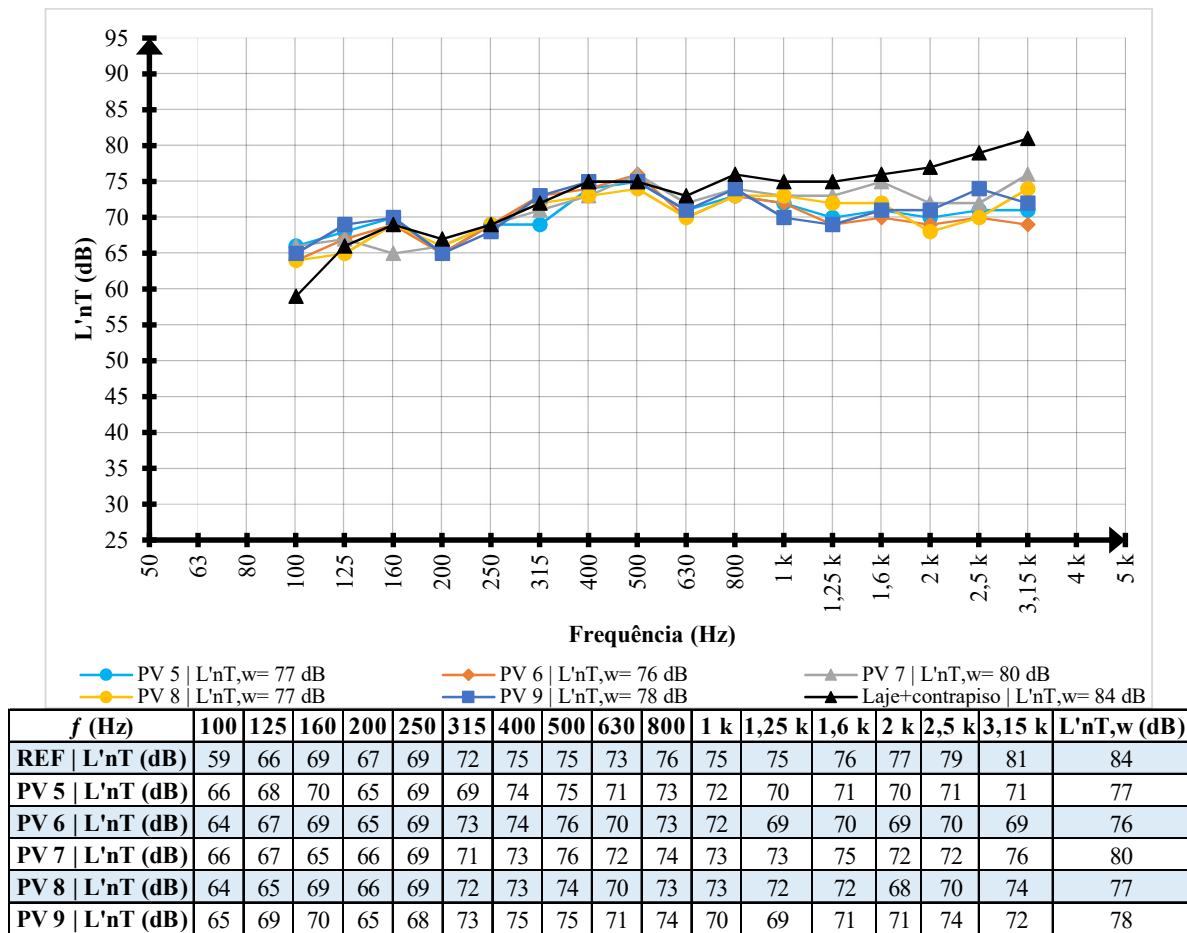 95
90
85
80
75
70
65
60
55
50
45
40
35
30
25
L'nT (dB)
50 63 80 100 125 160 200 250 315 400 500 630 800 1 k 1,25 k 1,6 k 2 k 2,5 k 3,15 k 4 k 5 k
Frequência (Hz)
PV 5 | L'nT,w= 77 dB PV 6 | L'nT,w= 76 dB PV 7 | L'nT,w= 80 dB
PV 8 | L'nT,w= 77 dB PV 9 | L'nT,w= 78 dB Laje+contrapiso | L'nT,w= 84 dB
f (Hz) 100 125 160 200 250 315 400 500 630 800 1 k 1,25 k 1,6 k 2 k 2,5 k 3,15 k L'nT,w (dB)
REF | L'nT (dB) 59 66 69 67 69 72 75 75 73 76 75 75 76 77 79 81 84
PV 5 | L'nT (dB) 66 68 70 65 69 69 74 75 71 73 72 70 71 70 71 71 77
PV 6 | L'nT (dB) 64 67 69 65 69 73 74 76 70 73 72 69 70 69 70 69 76
PV 7 | L'nT (dB) 66 67 65 66 69 71 73 76 72 74 73 73 75 72 72 76 80
PV 8 | L'nT (dB) 64 65 69 66 69 72 73 74 70 73 73 72 72 68 70 74 77
PV 9 | L'nT (dB) 65 69 70 65 68 73 75 75 71 74 70 69 71 71 74 72 78